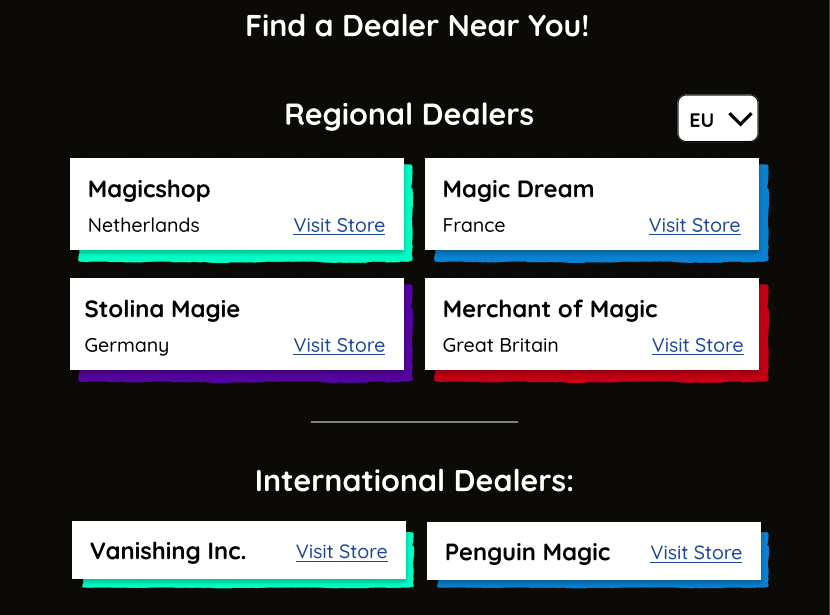 Find a Dealer Near You!
Regional Dealers
EU
Magicshop
Netherlands Visit Store
Magic Dream
France Visit Store
Stolina Magie
Germany Visit Store
Merchant of Magic
Great Britain Visit Store
International Dealers:
Vanishing Inc. Visit Store
Penguin Magic Visit Store